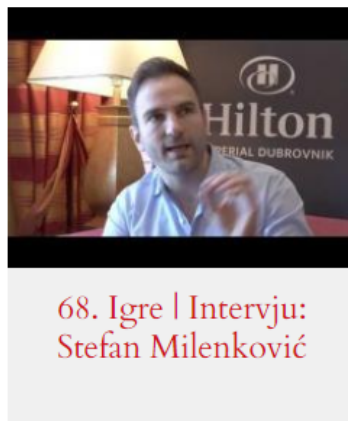 Hilton
IMPERIAL DUBROVNIK
68. Igre | Intervju:
Stefan Milenković